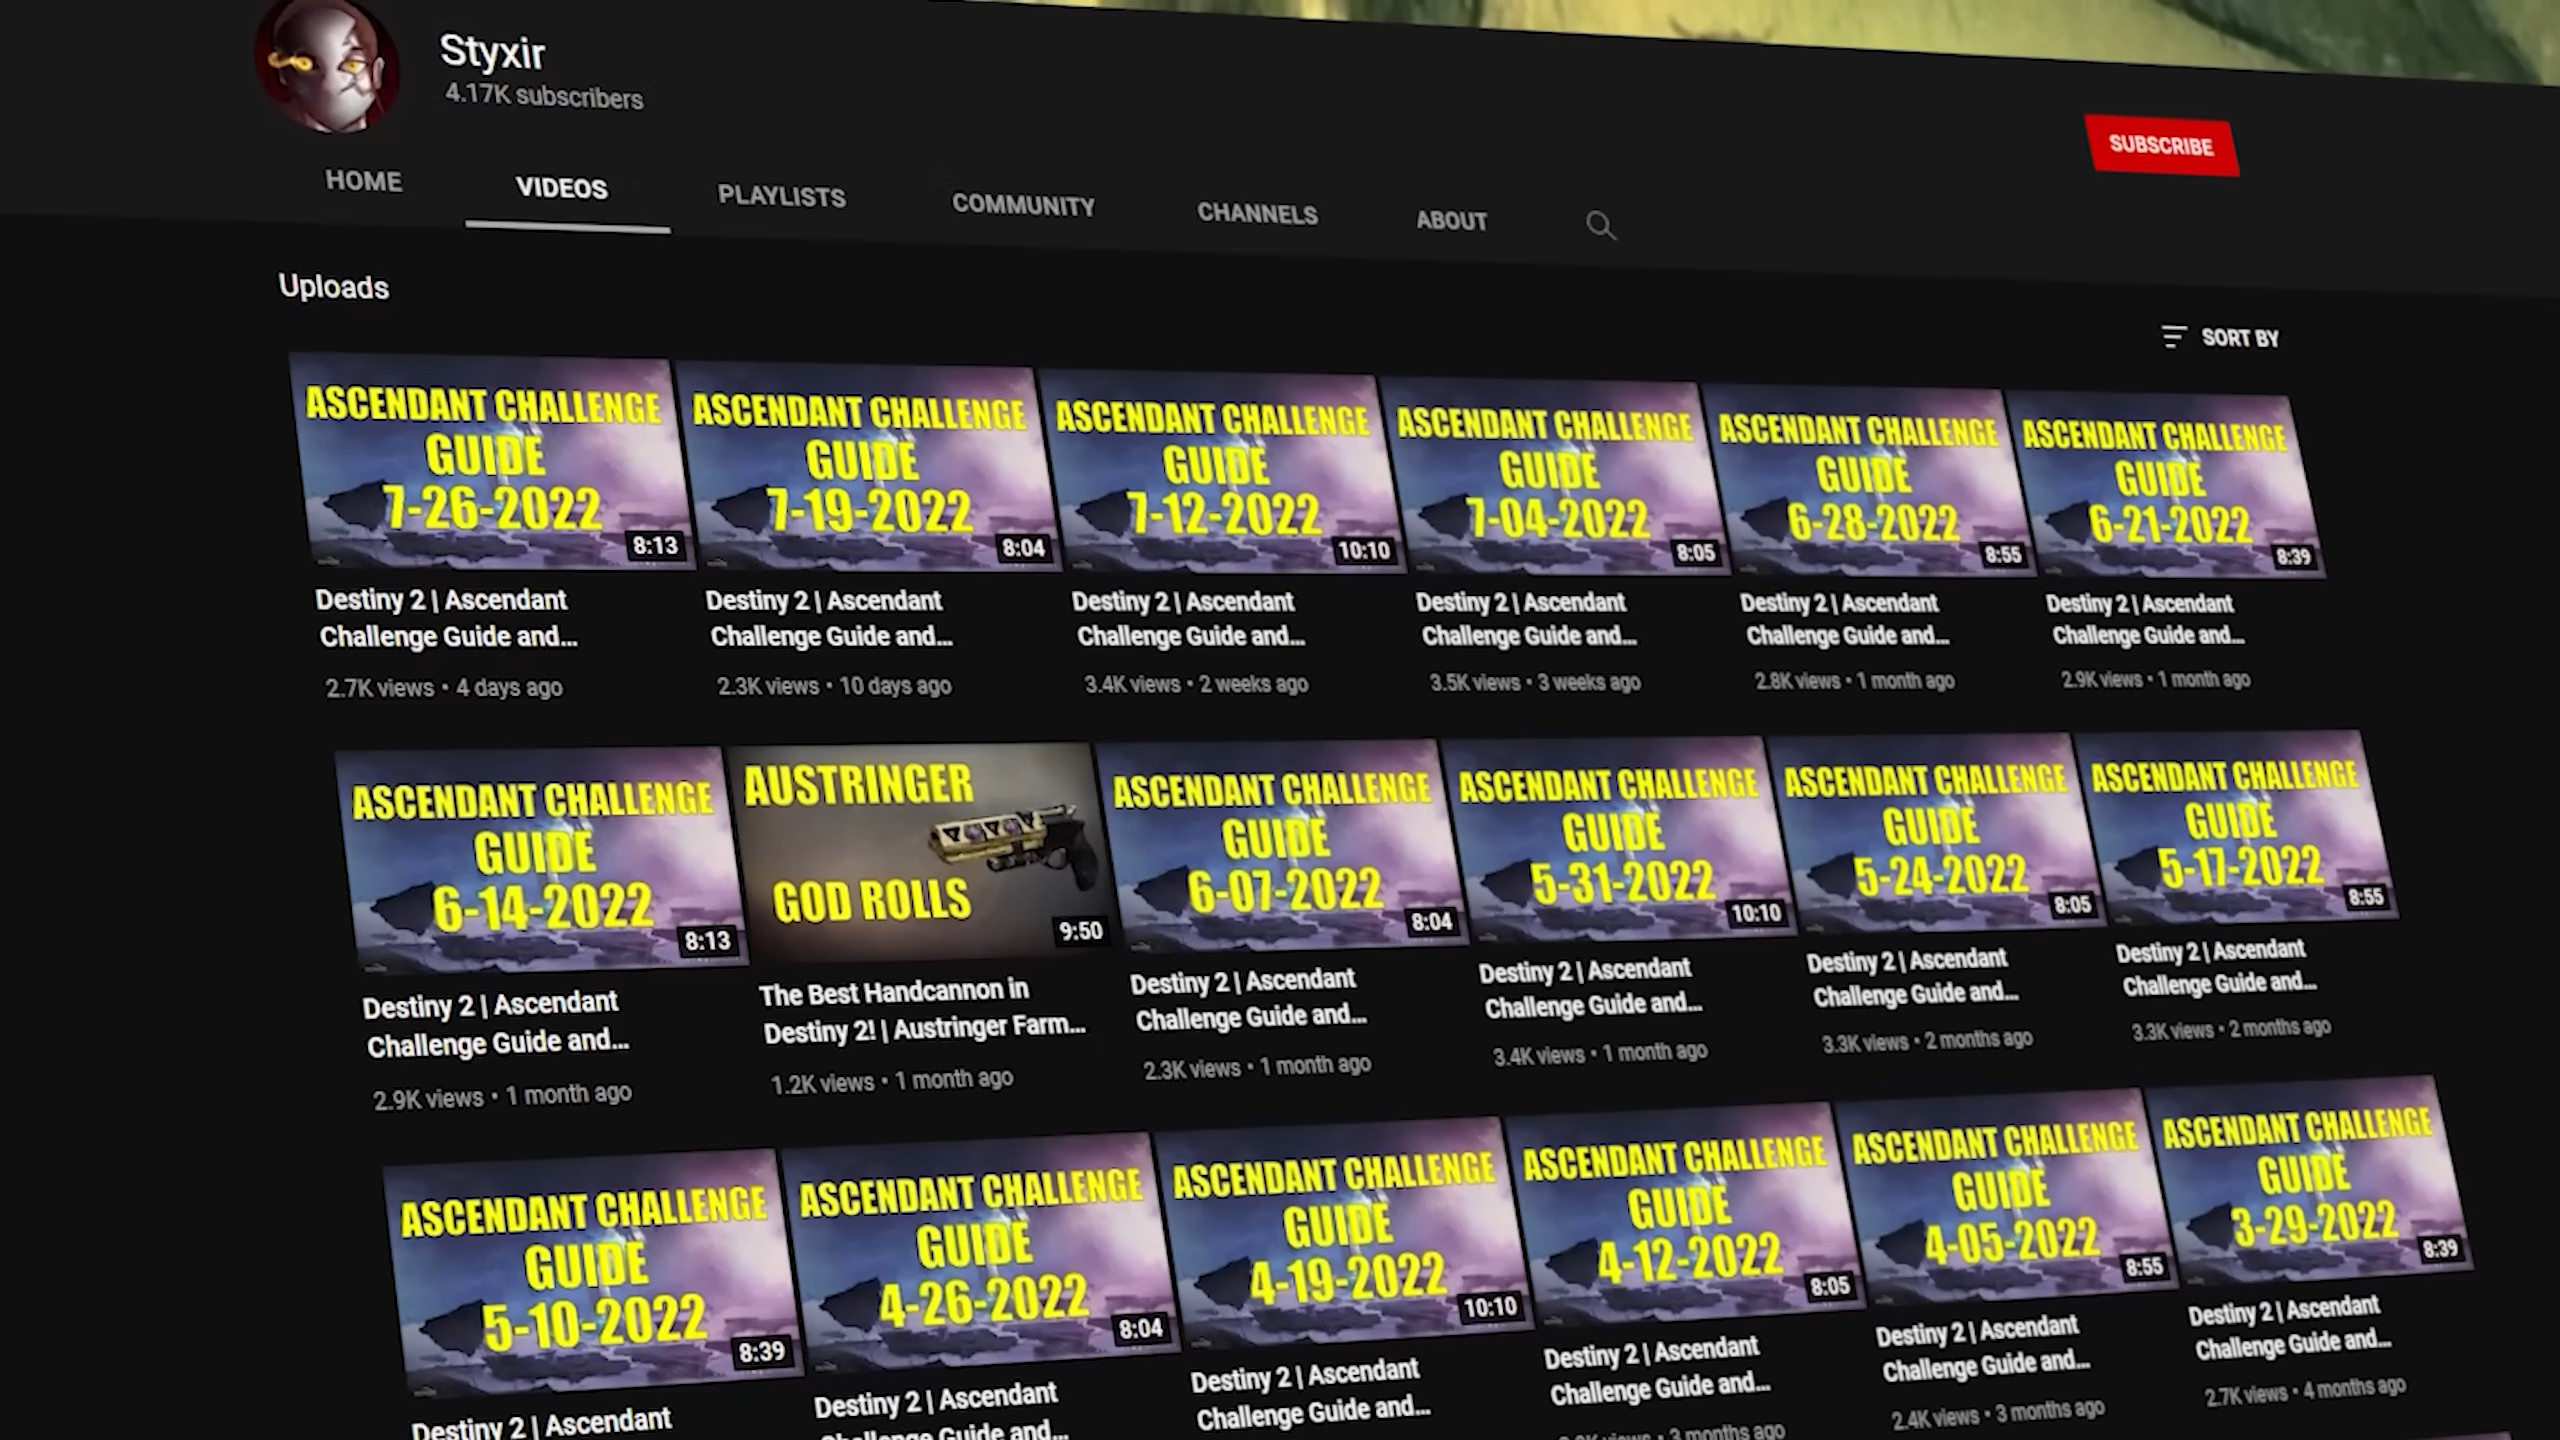 Styxir
4.17K subscribers
SUBSCRIBE
HOME VIDEOS PLAYLISTS COMMUNITY CHANNELS ABOUT
Uploads
SORT BY
ASCENDANT CHALLENGE
GUIDE
7-26-2022
8:13
Destiny 2 | Ascendant
Challenge Guide and...
2.7K views • 4 days ago
ASCENDANT CHALLENGE
GUIDE
7-19-2022
8:04
Destiny 2 | Ascendant
Challenge Guide and...
2.3K views • 10 days ago
ASCENDANT CHALLENGE
GUIDE
7-12-2022
10:10
Destiny 2 | Ascendant
Challenge Guide and...
3.4K views • 2 weeks ago
ASCENDANT CHALLENGE
GUIDE
7-04-2022
8:05
Destiny 2 | Ascendant
Challenge Guide and...
3.5K views • 3 weeks ago
ASCENDANT CHALLENGE
GUIDE
6-28-2022
8:55
Destiny 2 | Ascendant
Challenge Guide and...
2.8K views • 1 month ago
ASCENDANT CHALLENGE
GUIDE
6-21-2022
8:39
Destiny 2 | Ascendant
Challenge Guide and...
2.9K views • 1 month ago
ASCENDANT CHALLENGE
GUIDE
6-14-2022
8:13
Destiny 2 | Ascendant
Challenge Guide and...
2.9K views • 1 month ago
AUSTRINGER
GOD ROLLS
9:50
The Best Handcannon in
Destiny 2! | Austringer Farm...
1.2K views • 1 month ago
ASCENDANT CHALLENGE
GUIDE
6-07-2022
8:04
Destiny 2 | Ascendant
Challenge Guide and...
2.3K views • 1 month ago
ASCENDANT CHALLENGE
GUIDE
5-31-2022
10:10
Destiny 2 | Ascendant
Challenge Guide and...
3.4K views • 1 month ago
ASCENDANT CHALLENGE
GUIDE
5-24-2022
8:05
Destiny 2 | Ascendant
Challenge Guide and...
3.3K views • 2 months ago
ASCENDANT CHALLENGE
GUIDE
5-17-2022
8:55
Destiny 2 | Ascendant
Challenge Guide and...
3.3K views • 2 months ago
ASCENDANT CHALLENGE
GUIDE
5-10-2022
8:39
Destiny 2 | Ascendant
ASCENDANT CHALLENGE
GUIDE
4-26-2022
8:04
Destiny 2 | Ascendant
Challenge Guide and...
ASCENDANT CHALLENGE
GUIDE
4-19-2022
10:10
Destiny 2 | Ascendant
Challenge Guide and...
ASCENDANT CHALLENGE
GUIDE
4-12-2022
8:05
Destiny 2 | Ascendant
Challenge Guide and...
views • 3 months ago
ASCENDANT CHALLENGE
GUIDE
4-05-2022
8:55
Destiny 2 | Ascendant
Challenge Guide and...
2.4K views • 3 months ago
ASCENDANT CHALLENGE
GUIDE
3-29-2022
8:39
Destiny 2 | Ascendant
Challenge Guide and...
2.7K views • 4 months ago